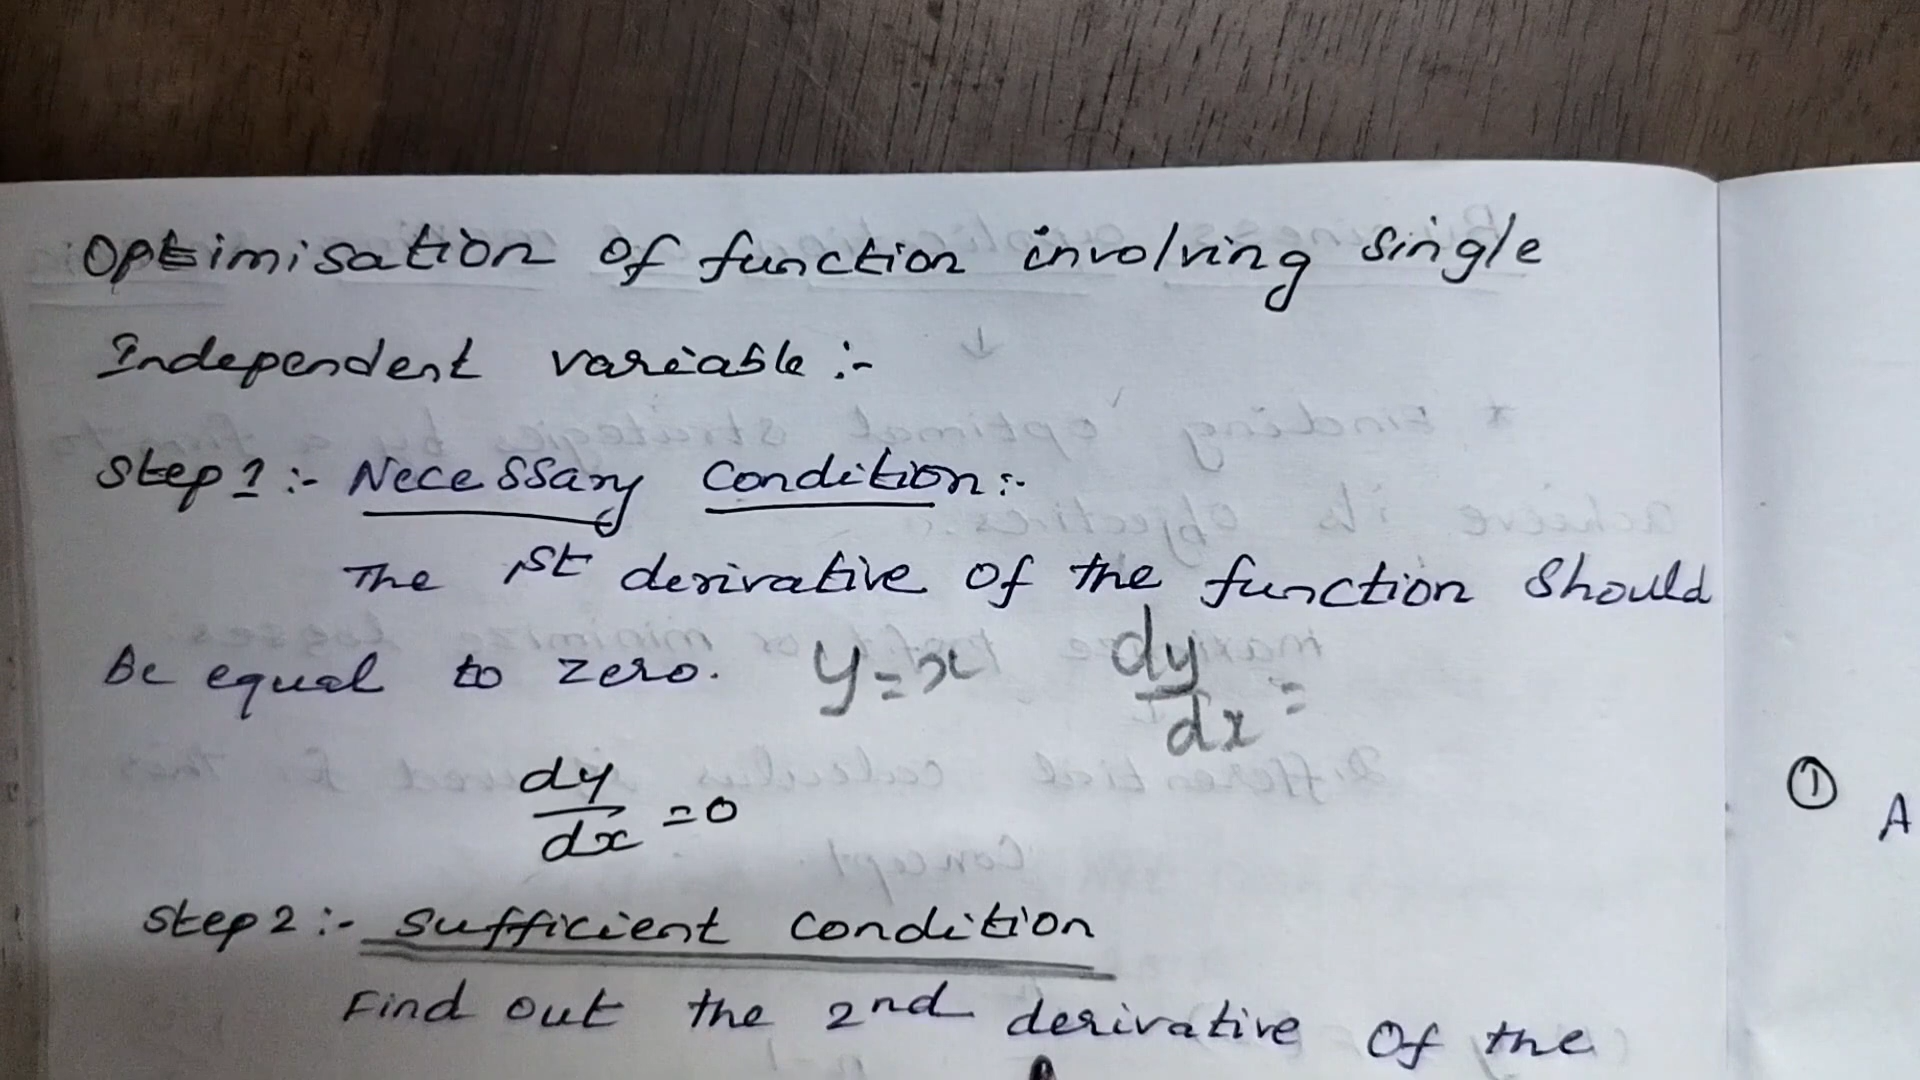 Optimisation of function involving single
Independent variable :-
Step 1 :- Necessary Condition :-
The 1st derivative of the function should
be equal to zero. y = x dy/dx =
dy/dx = 0
Step 2 :- Sufficient Condition
Find out the 2nd derivative of the
① A